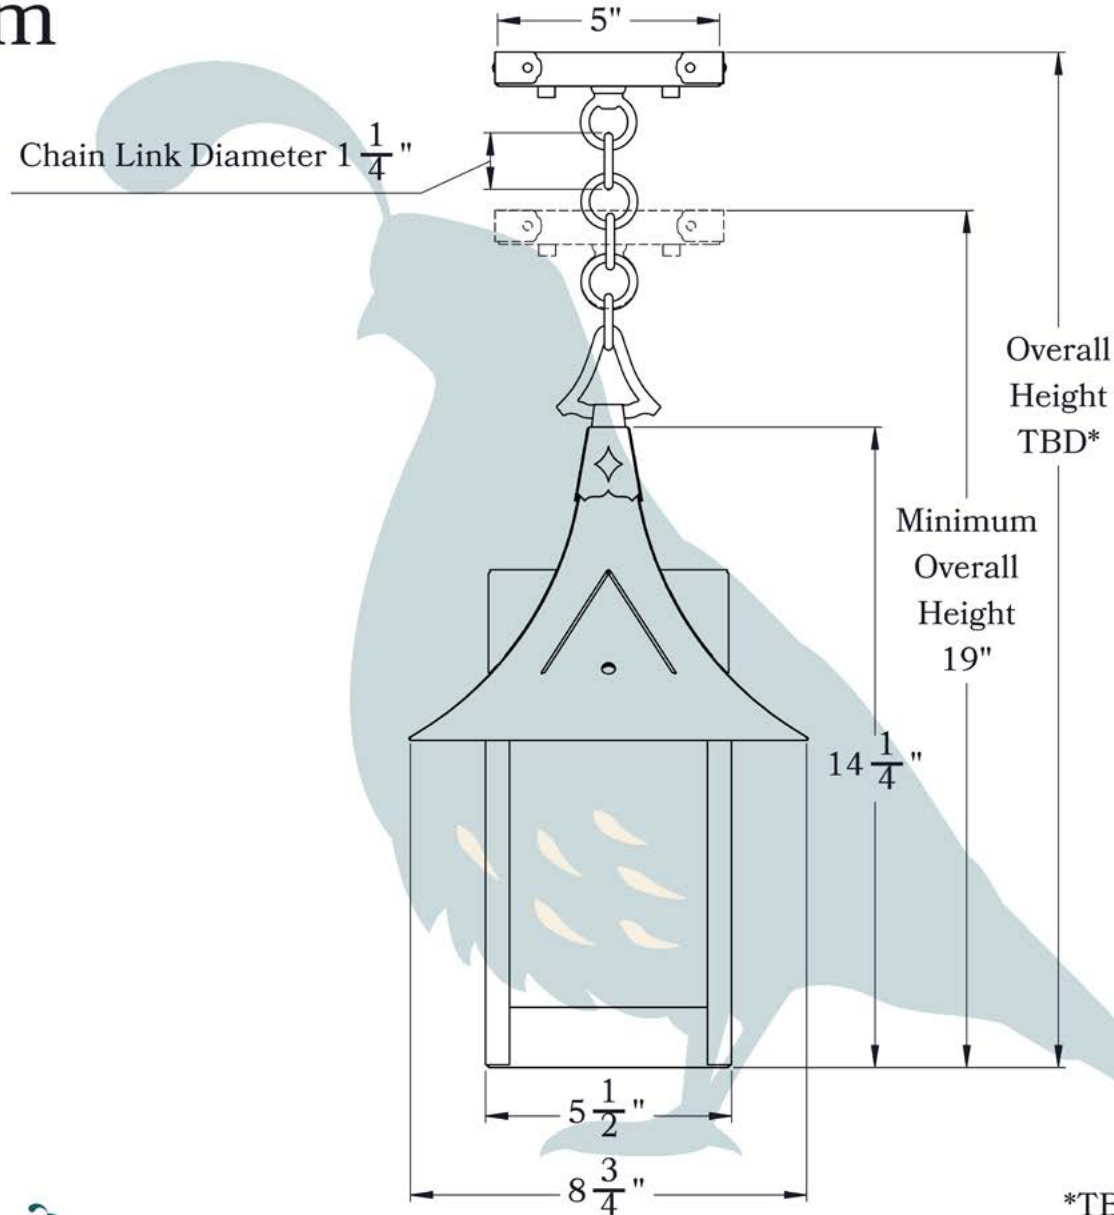 m
5"
Chain Link Diameter 1 1/4 "
Overall
Height
TBD*
Minimum
Overall
Height
19"
14 1/4 "
5 1/2 "
8 3/4 "